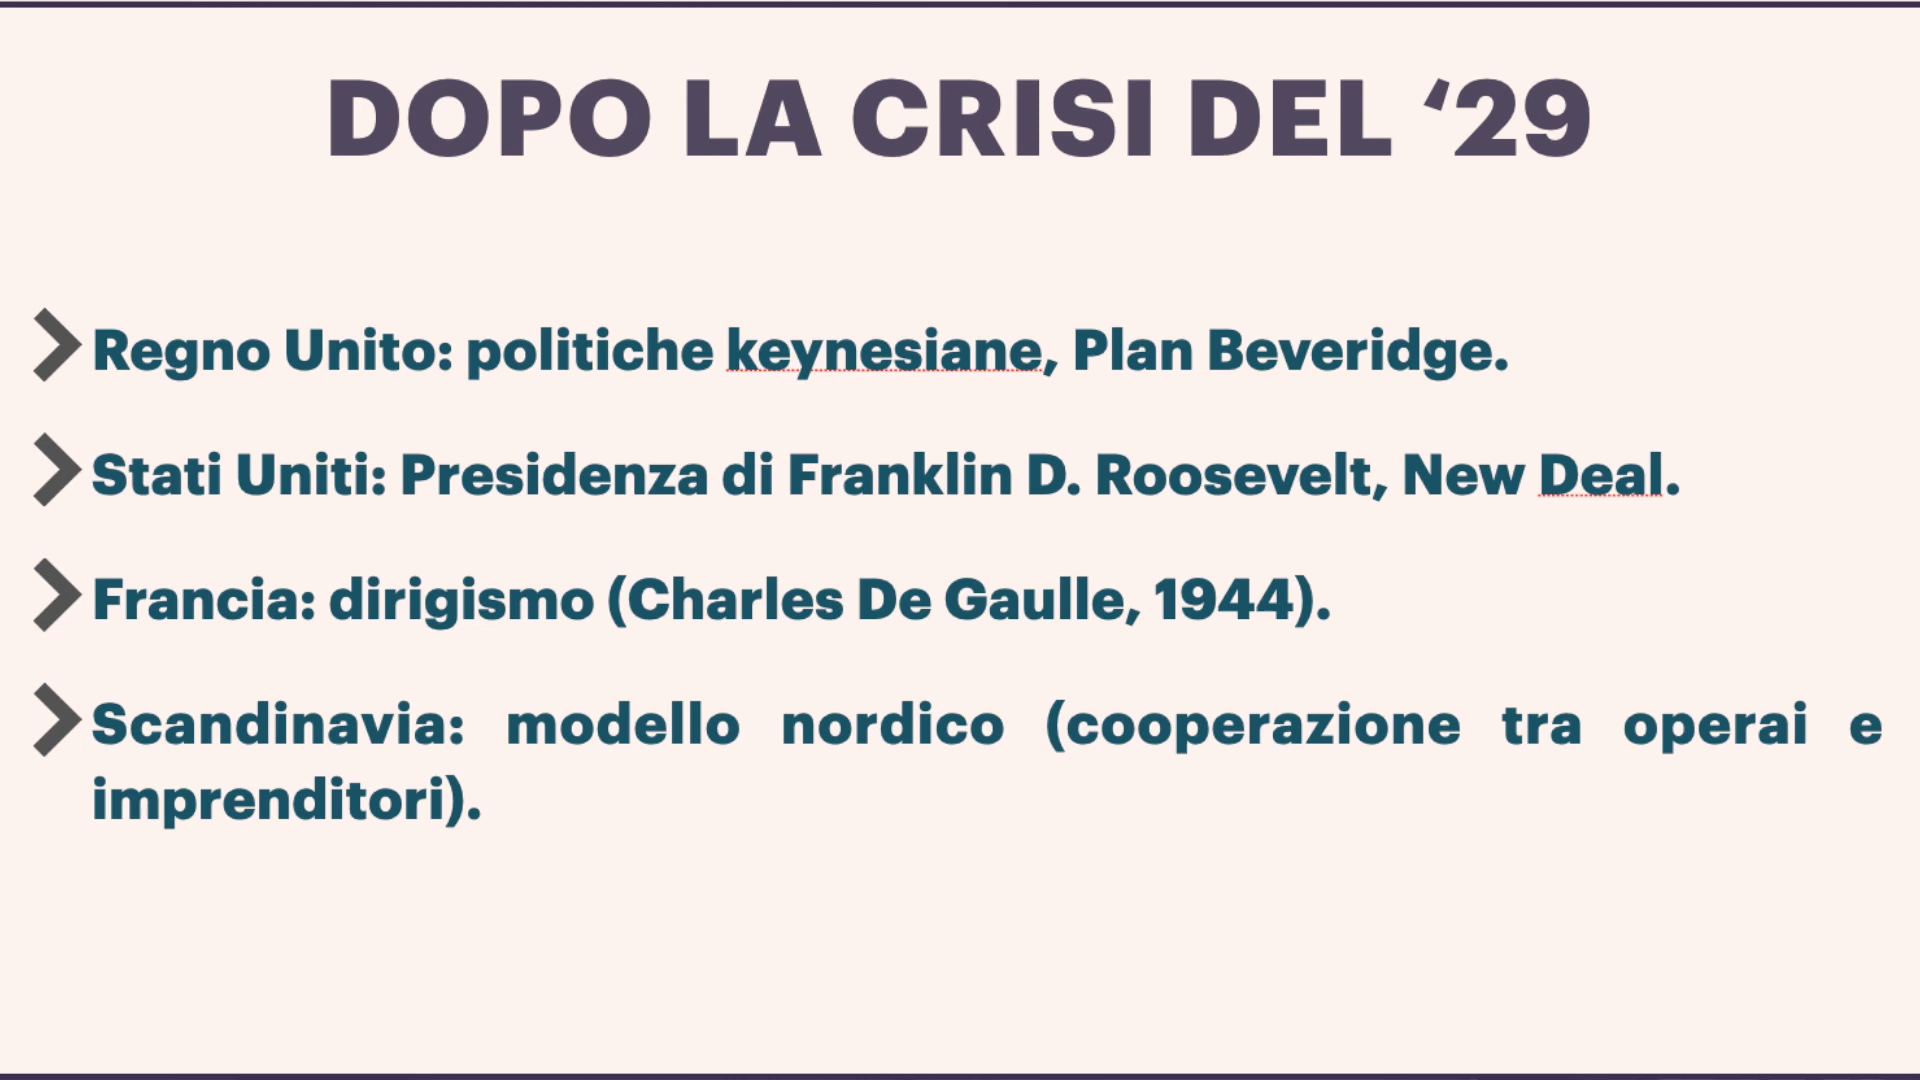 DOPO LA CRISI DEL ‘29
Regno Unito: politiche keynesiane, Plan Beveridge.
Stati Uniti: Presidenza di Franklin D. Roosevelt, New Deal.
Francia: dirigismo (Charles De Gaulle, 1944).
Scandinavia: modello nordico (cooperazione tra operai e
imprenditori).